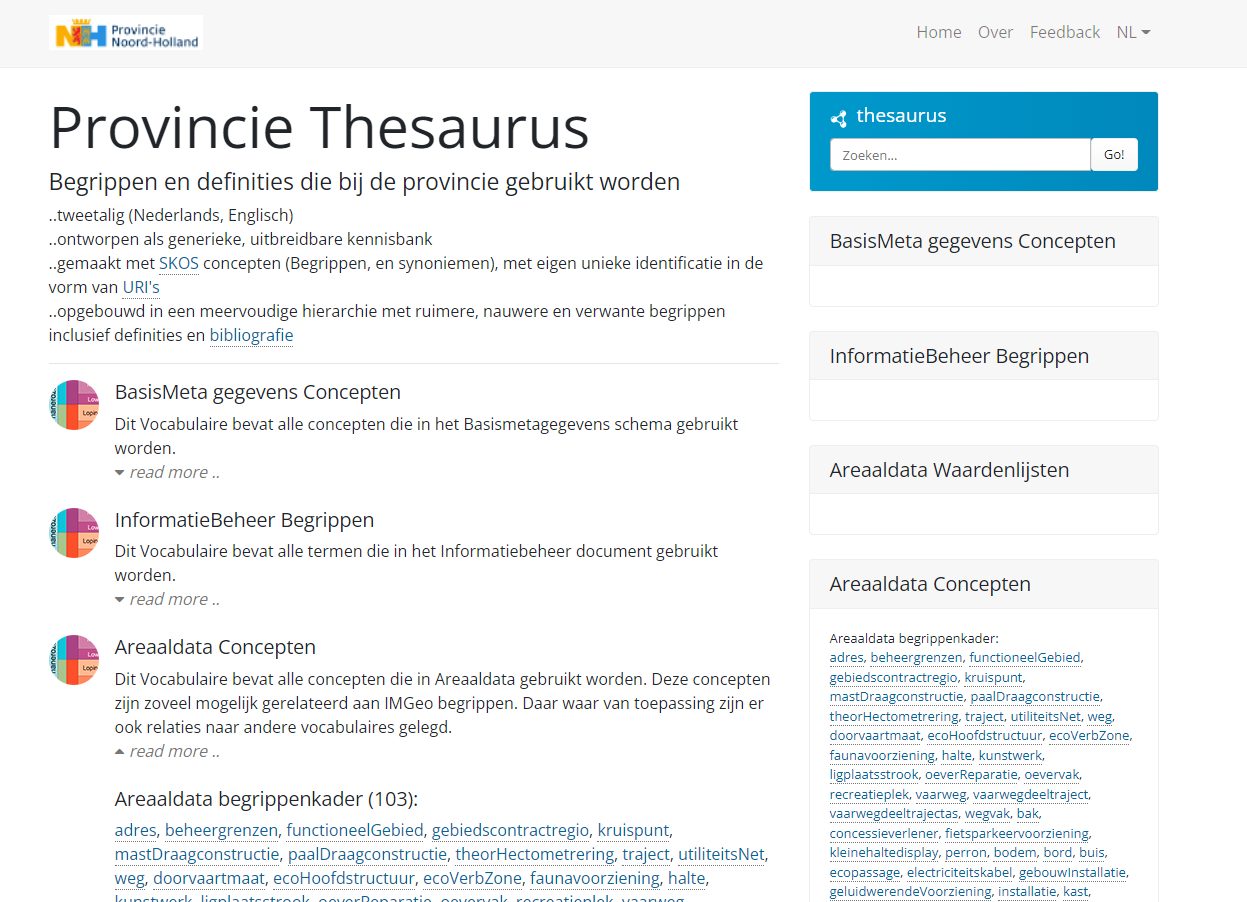 Provincie
Noord-Holland
Home Over Feedback NL
Provincie Thesaurus
Begrippen en definities die bij de provincie gebruikt worden
..tweetalig (Nederlands, Engelsch)
..ontworpen als generieke, uitbreidbare kennisbank
..gemaakt met SKOS concepten (Begrippen, en synoniemen), met eigen unieke identificatie in de
vorm van URI's
..opgebouwd in een meervoudige hierarchie met ruimere, nauwere en verwante begrippen
inclusief definities en bibliografie
BasisMeta gegevens Concepten
Dit Vocabulaire bevat alle concepten die in het Basismetagegevens schema gebruikt
worden.
read more ..
InformatieBeheer Begrippen
Dit Vocabulaire bevat alle termen die in het Informatiebeheer document gebruikt
worden.
read more ..
Areaaldata Concepten
Dit Vocabulaire bevat alle concepten die in Areaaldata gebruikt worden. Deze concepten
zijn zoveel mogelijk gerelateerd aan IMGeo begrippen. Daar waar van toepassing zijn er
ook relaties naar andere vocabulaires gelegd.
read more ..
Areaaldata begrippenkader (103):
adres, beheergrenzen, functioneelGebied, gebiedscontractregio, kruispunt,
mastDraagconstructie, paalDraagconstructie, theorHectometrering, traject, utiliteitsNet,
weg, doorvaartmaat, ecoHoofdstructuur, ecoVerbZone, faunavoorziening, halte,
kunstwerk, ligplaatsstrook, oeverReparatie, oevervak, recreatieplek, vaarweg,
thesaurus
Zoeken... Go!
BasisMeta gegevens Concepten
InformatieBeheer Begrippen
Areaaldata Waardenlijsten
Areaaldata Concepten
Areaaldata begrippenkader:
adres, beheergrenzen, functioneelGebied,
gebiedscontractregio, kruispunt,
mastDraagconstructie, paalDraagconstructie,
theorHectometrering, traject, utiliteitsNet, weg,
doorvaartmaat, ecoHoofdstructuur, ecoVerbZone,
faunavoorziening, halte, kunstwerk,
ligplaatsstrook, oeverReparatie, oevervak,
recreatieplek, vaarweg, vaarwegdeeltraject,
vaarwegdeeltrajectas, wegvak, bak,
concessieverlener, fietsparkeervoorziening,
kleinehaltedisplay, perron, bodem, bord, buis,
ecopassage, electriciteitskabel, gebouwInstallatie,
geluidwerendeVoorziening, installatie, kast,